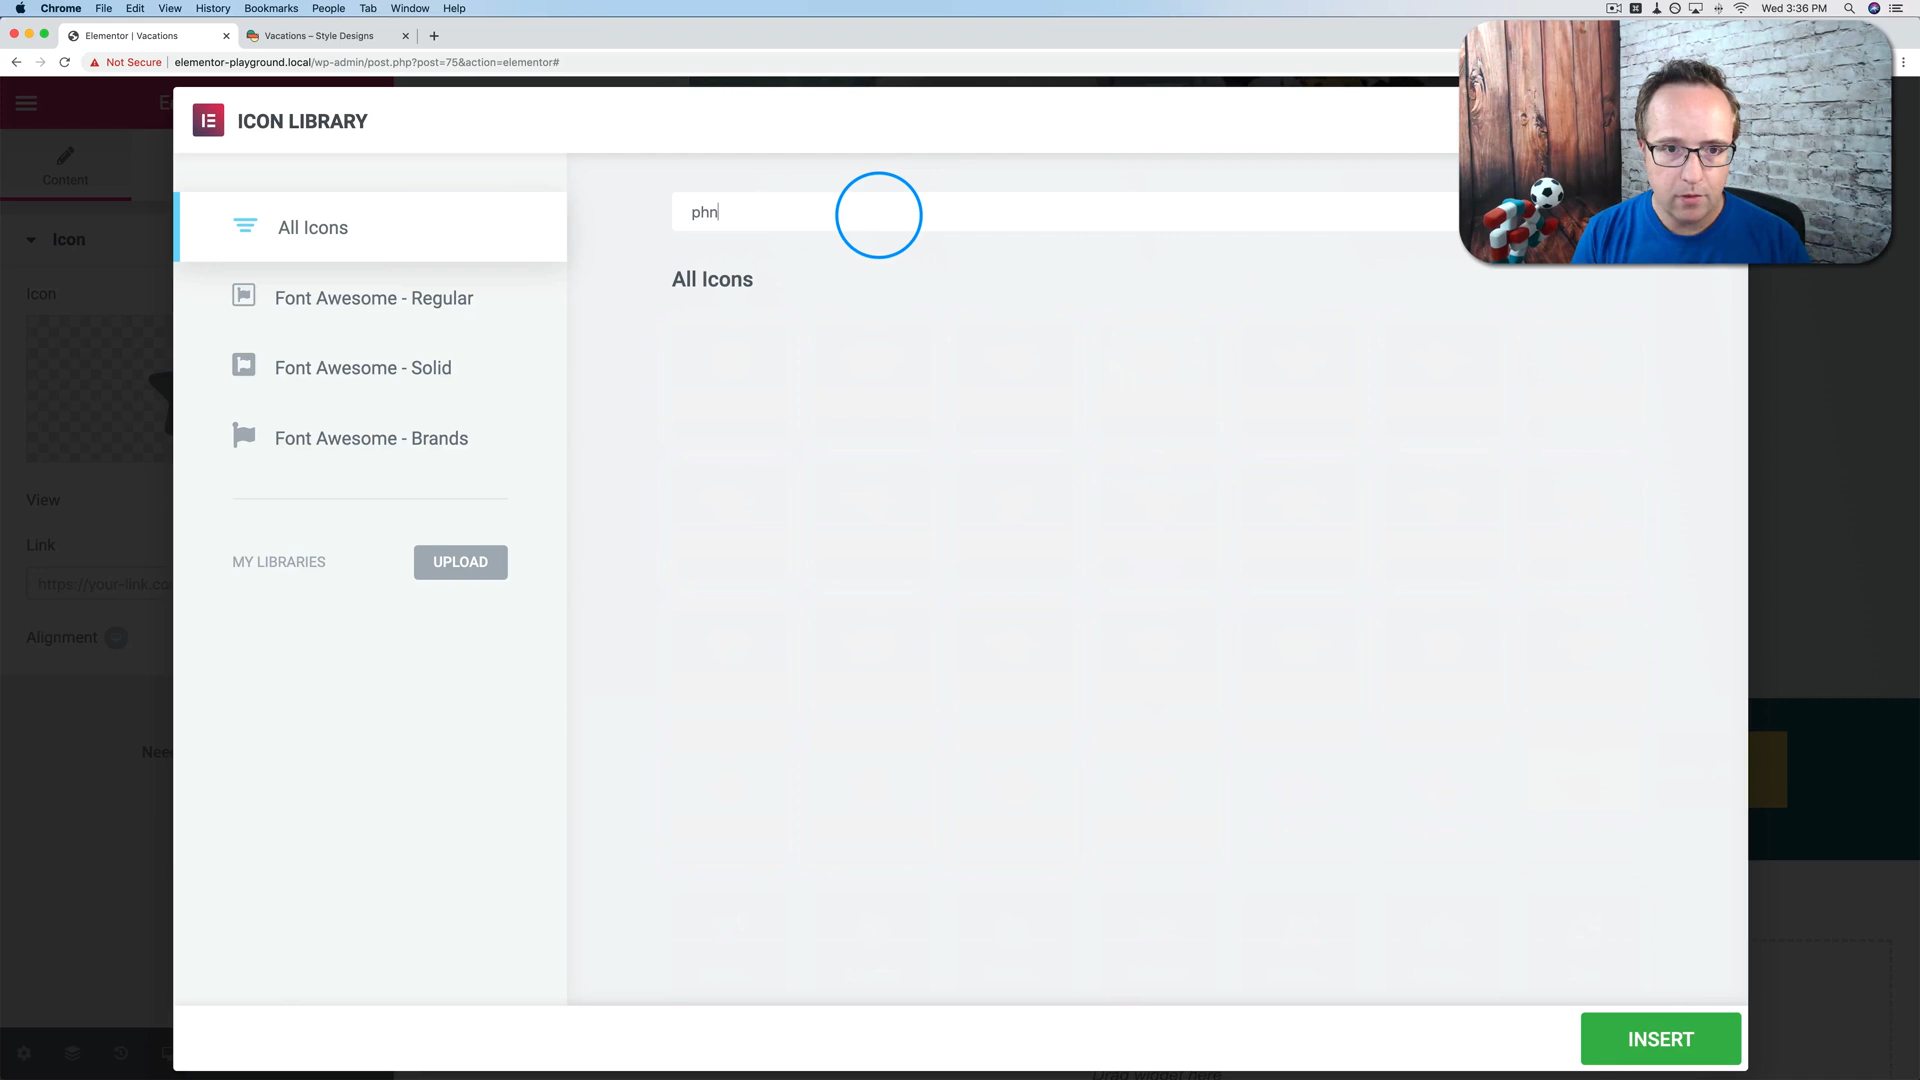 Chrome File Edit View History Bookmarks People Tab Window Help
Wed 3:36 PM
Elementor | Vacations
Vacations – Style Designs
Not Secure
elementor-playground.local/wp-admin/post.php?post=75&action=elementor#
ICON LIBRARY
Content
phn
All Icons
All Icons
Icon
Font Awesome - Regular
Icon
Font Awesome - Solid
Font Awesome - Brands
View
Link
MY LIBRARIES
UPLOAD
https://your-link.co
Alignment
Drag widget here
INSERT